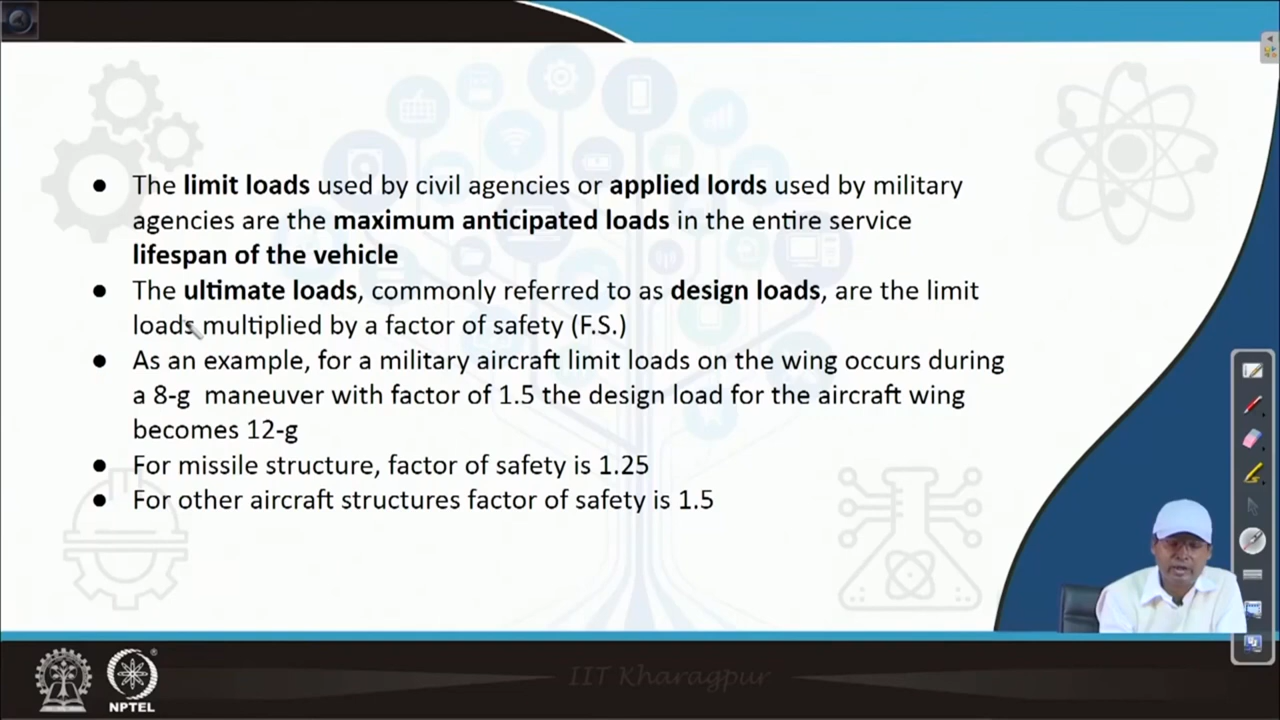 ● The limit loads used by civil agencies or applied lords used by military
agencies are the maximum anticipated loads in the entire service
lifespan of the vehicle
● The ultimate loads, commonly referred to as design loads, are the limit
loads multiplied by a factor of safety (F.S.)
● As an example, for a military aircraft limit loads on the wing occurs during
a 8-g maneuver with factor of 1.5 the design load for the aircraft wing
becomes 12-g
● For missile structure, factor of safety is 1.25
● For other aircraft structures factor of safety is 1.5
IIT Kharagpur
NPTEL